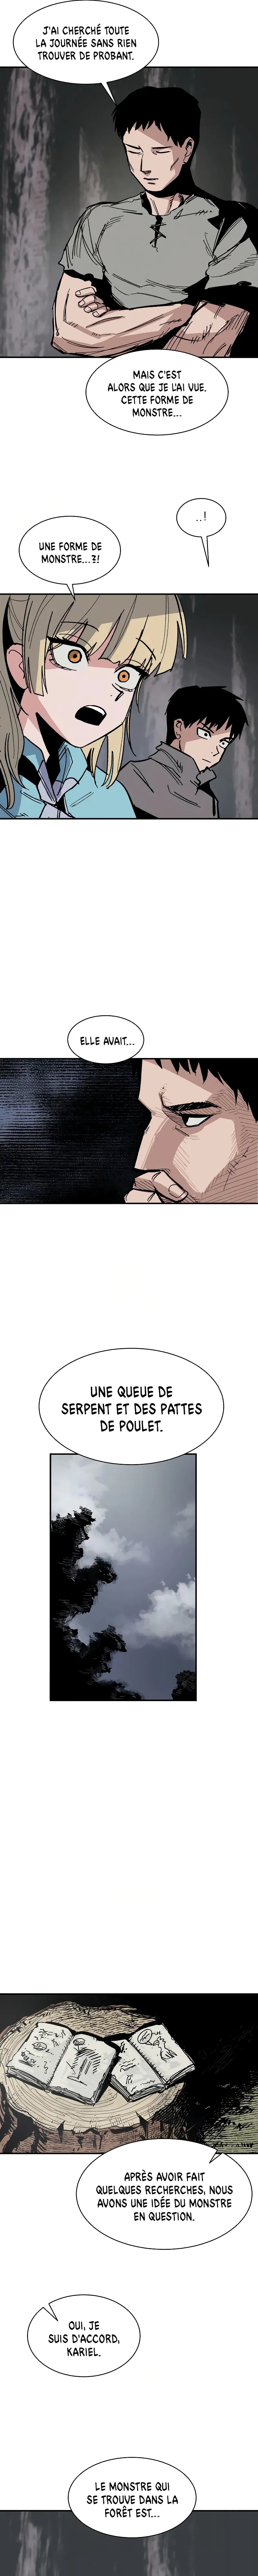 J'AI CHERCHÉ TOUTE
LA JOURNÉE SANS RIEN
TROUVER DE PROBANT.
MAIS C'EST
ALORS QUE JE L'AI VUE.
CETTE FORME DE
MONSTRE...
..!
UNE FORME DE
MONSTRE...?!
ELLE AVAIT...
UNE QUEUE DE
SERPENT ET DES PATTES
DE POULET.
APRÈS AVOIR FAIT
QUELQUES RECHERCHES, NOUS
AVONS UNE IDÉE DU MONSTRE
EN QUESTION.
OUI, JE
SUIS D'ACCORD,
KARIEL.
LE MONSTRE QUI
SE TROUVE DANS LA
FORÊT EST...